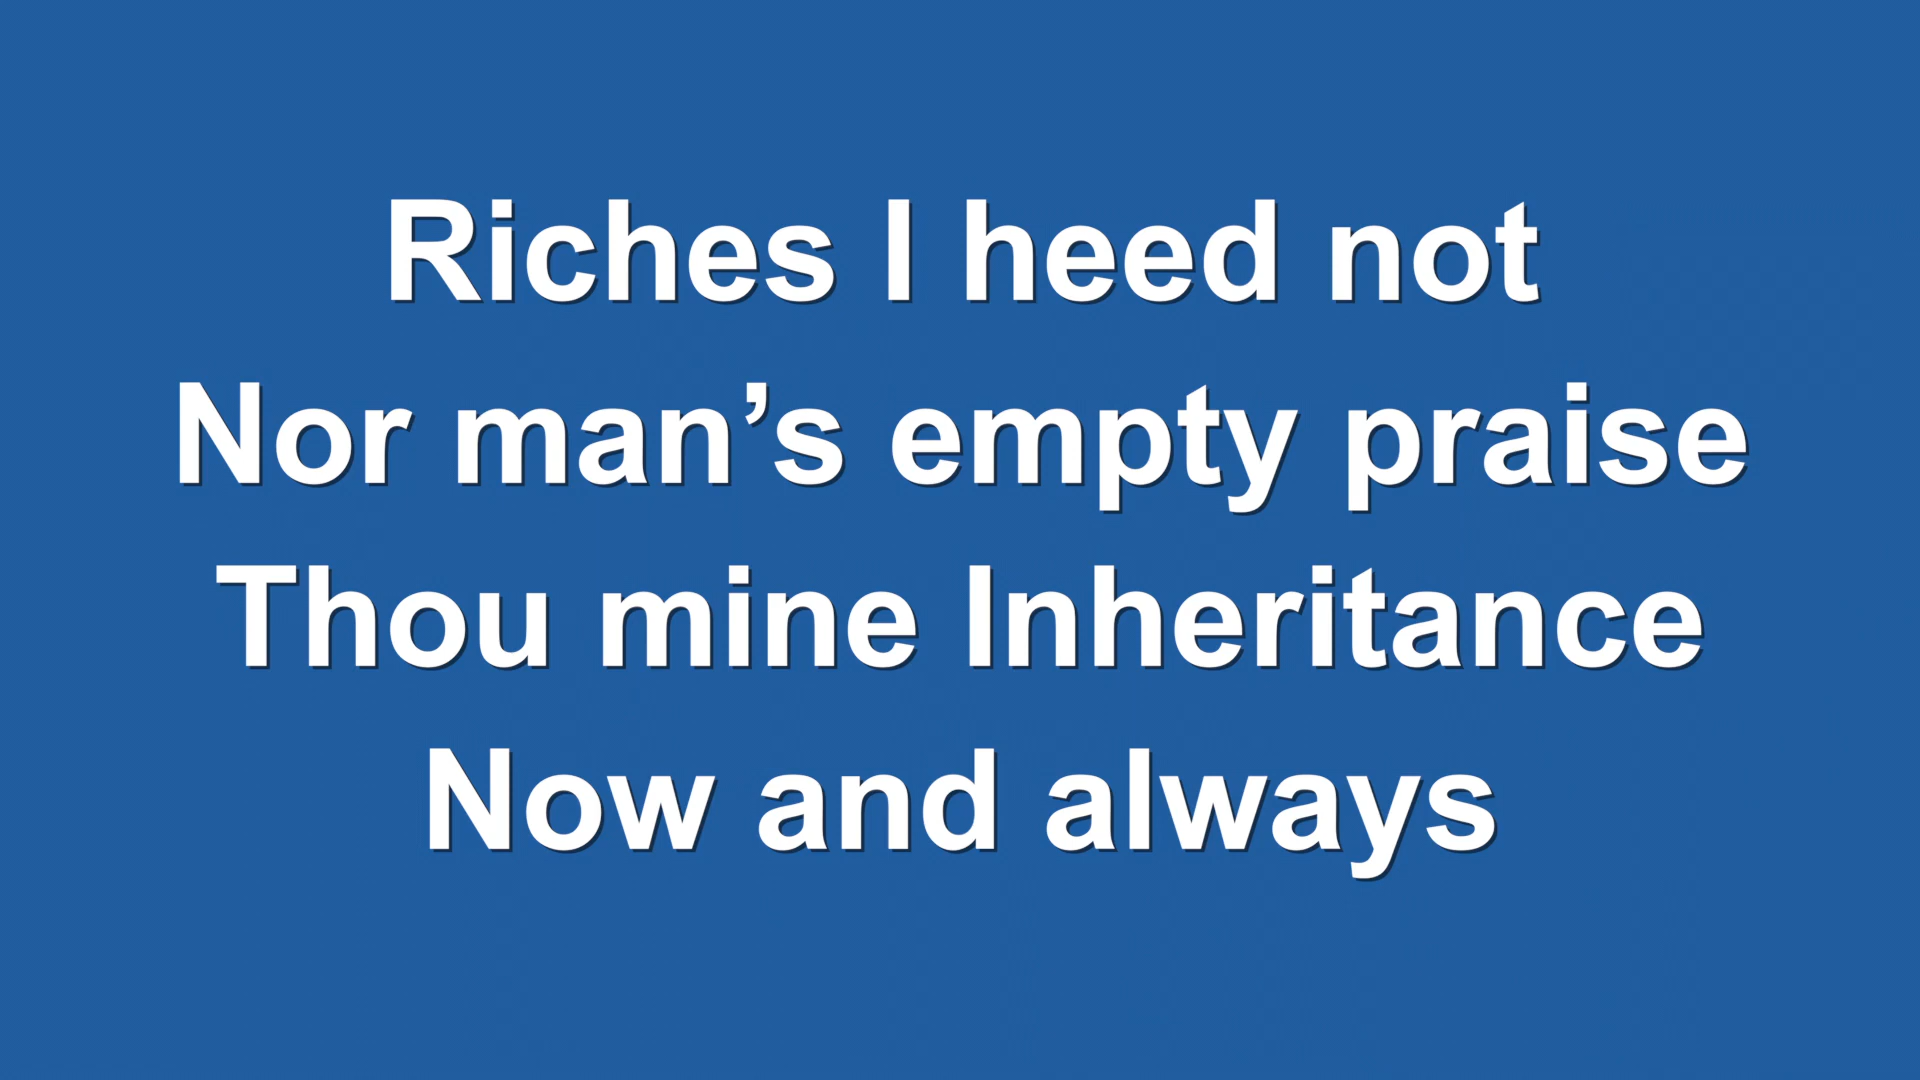 Riches I heed not
Nor man’s empty praise
Thou mine Inheritance
Now and always